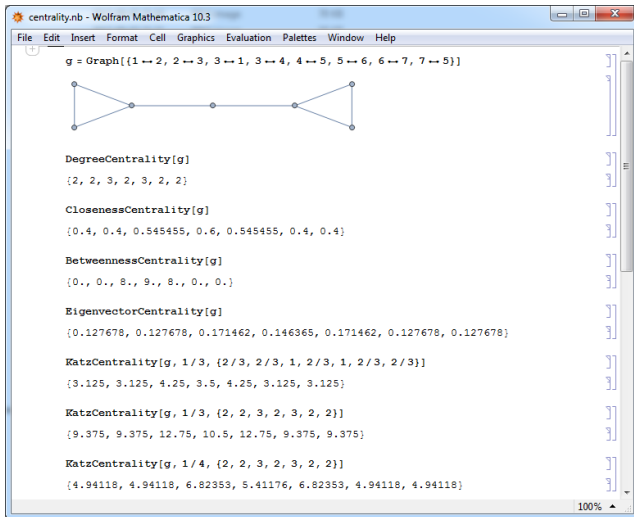 centrality.nb - Wolfram Mathematica 10.3
File Edit Insert Format Cell Graphics Evaluation Palettes Window Help
g = Graph[{1 ↔ 2, 2 ↔ 3, 3 ↔ 1, 3 ↔ 4, 4 ↔ 5, 5 ↔ 6, 6 ↔ 7, 7 ↔ 5}]
DegreeCentrality[g]
{2, 2, 3, 2, 3, 2, 2}
ClosenessCentrality[g]
{0.4, 0.4, 0.545455, 0.6, 0.545455, 0.4, 0.4}
BetweennessCentrality[g]
{0., 0., 8., 9., 8., 0., 0.}
EigenvectorCentrality[g]
{0.127678, 0.127678, 0.171462, 0.146365, 0.171462, 0.127678, 0.127678}
KatzCentrality[g, 1/3, {2/3, 2/3, 1, 2/3, 1, 2/3, 2/3}]
{3.125, 3.125, 4.25, 3.5, 4.25, 3.125, 3.125}
KatzCentrality[g, 1/3, {2, 2, 3, 2, 3, 2, 2}]
{9.375, 9.375, 12.75, 10.5, 12.75, 9.375, 9.375}
KatzCentrality[g, 1/4, {2, 2, 3, 2, 3, 2, 2}]
{4.94118, 4.94118, 6.82353, 5.41176, 6.82353, 4.94118, 4.94118}
100%